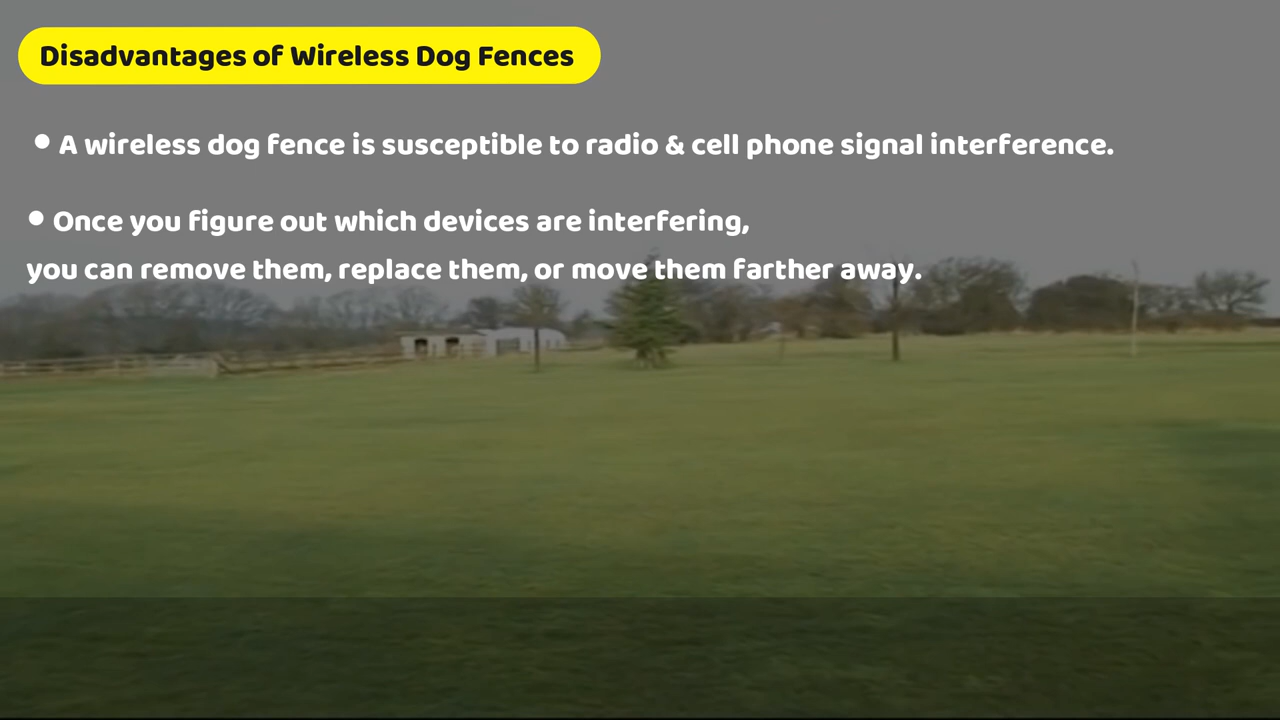 Disadvantages of Wireless Dog Fences
• A wireless dog fence is susceptible to radio & cell phone signal interference.
• Once you figure out which devices are interfering,
you can remove them, replace them, or move them farther away.